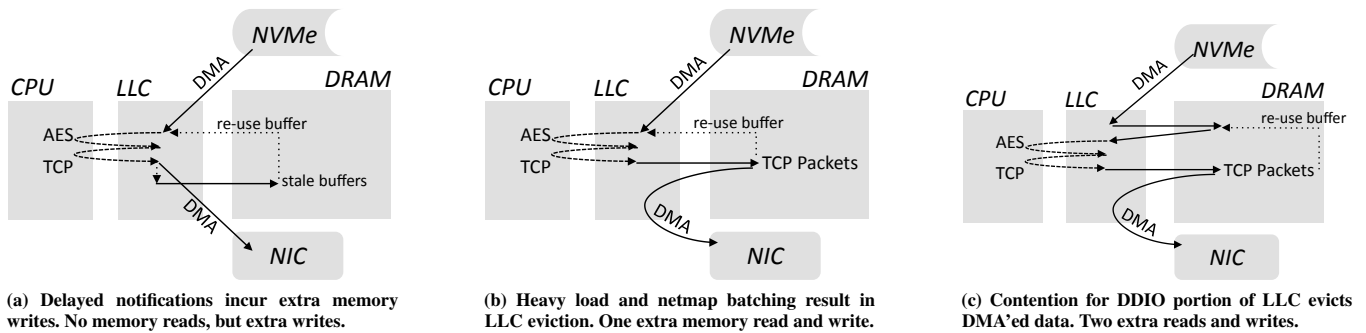 NVMe
DMA
DRAM
CPU
LLC
AES
TCP
re-use buffer
stale buffers
DMA
NIC
(a) Delayed notifications incur extra memory
writes. No memory reads, but extra writes.
NVMe
DMA
DRAM
CPU
LLC
AES
TCP
re-use buffer
TCP Packets
DMA
NIC
(b) Heavy load and netmap batching result in
LLC eviction. One extra memory read and write.
NVMe
DMA
DRAM
CPU
LLC
AES
TCP
re-use buffer
TCP Packets
DMA
NIC
(c) Contention for DDIO portion of LLC evicts
DMA'ed data. Two extra reads and writes.